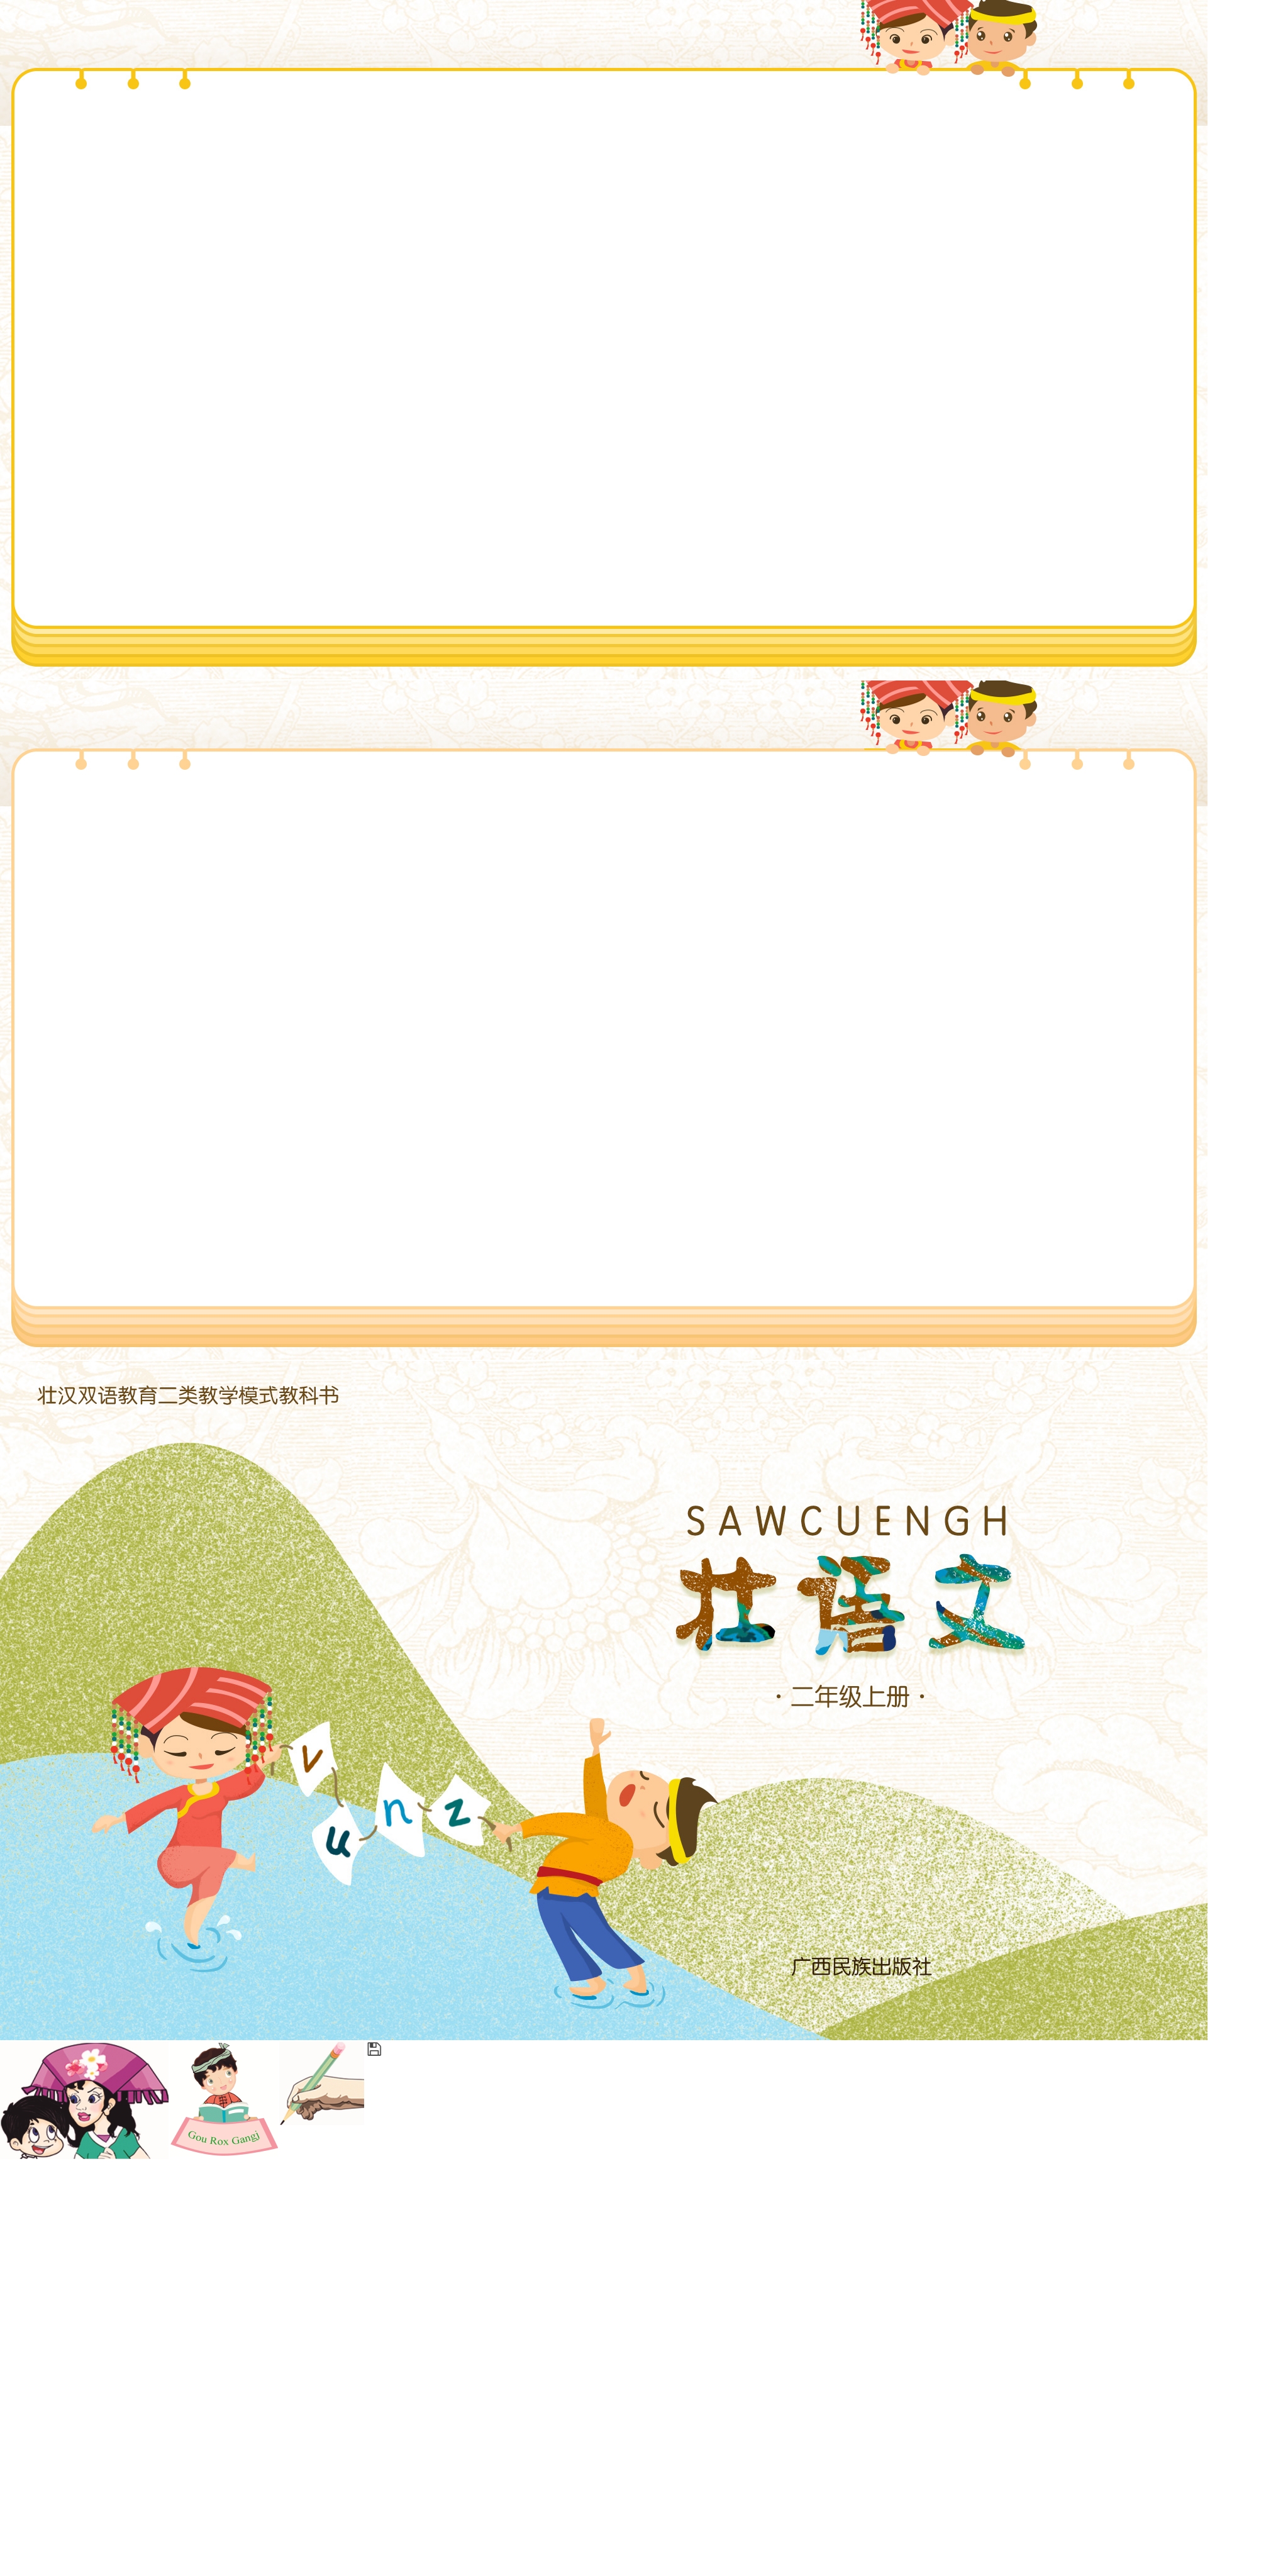 壮汉双语教育二类教学模式教科书
SAWCUENGH
壮语文
·二年级上册·
v
u
n
z
广西民族出版社
Gou Rox Gangj